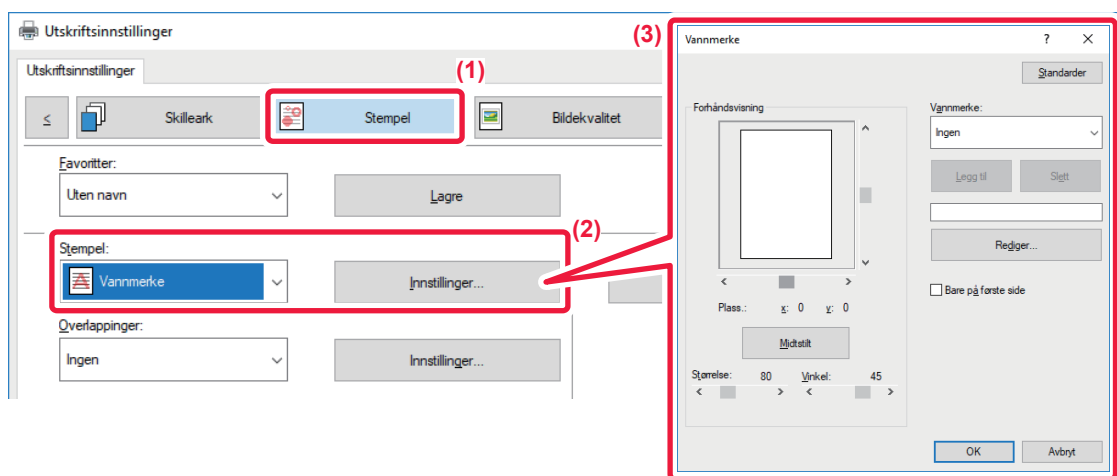 Utskriftsinnstillinger
Utskriftsinnstillinger
(1)
≤ Skilleark Stempel Bildekvalitet
Favoritter:
Uten navn Lagre
(2)
Stempel:
Vannmerke Innstillinger...
Overlappinger:
Ingen Innstillinger...
(3)
Vannmerke ? ×
Standarder
Forhåndsvisning
Vannmerke:
Ingen
Legg til Slett
Rediger...
Bare på første side
Plass.: x: 0 y: 0
Midtstilt
Størrelse: 80 Vinkel: 45
OK Avbryt